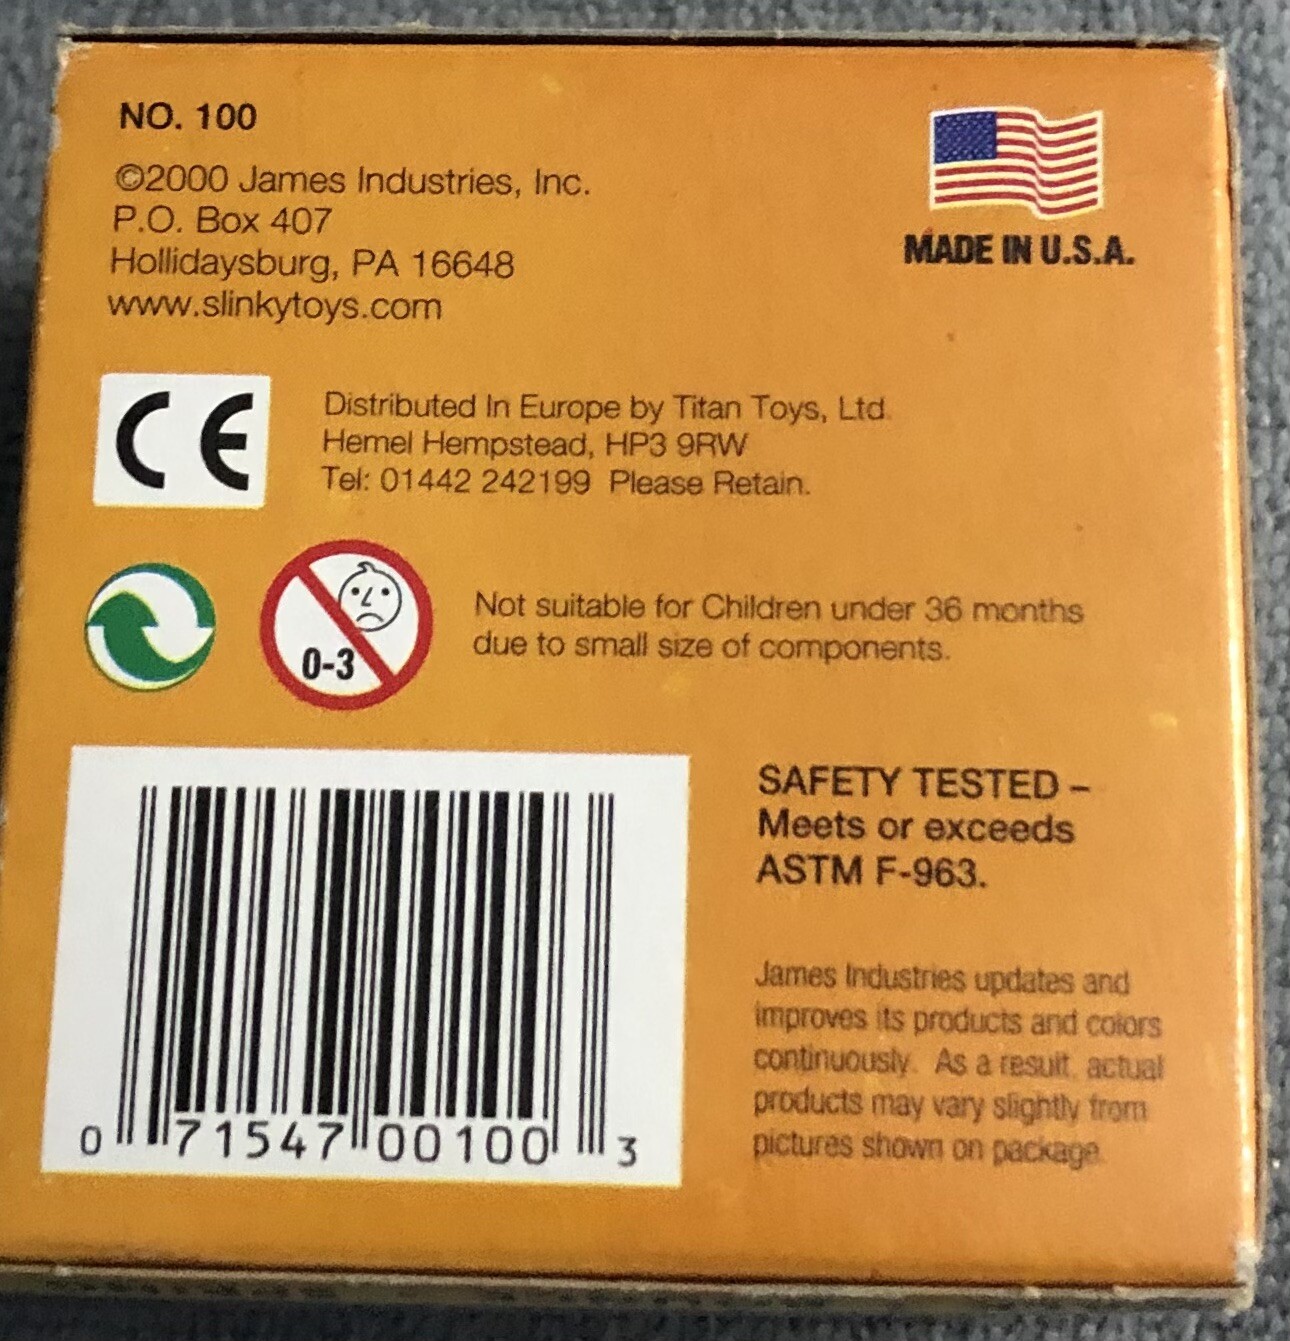 NO. 100
©2000 James Industries, Inc.
P.O. Box 407
Hollidaysburg, PA 16648
www.slinkytoys.com
MADE IN U.S.A.
CE
Distributed In Europe by Titan Toys, Ltd.
Hemel Hempstead, HP3 9RW
Tel: 01442 242199 Please Retain.
0-3
Not suitable for Children under 36 months
due to small size of components.
SAFETY TESTED –
Meets or exceeds
ASTM F-963.
James Industries updates and
improves its products and colors
continuously. As a result, actual
products may vary slightly from
pictures shown on package.
0 71547 00100 3